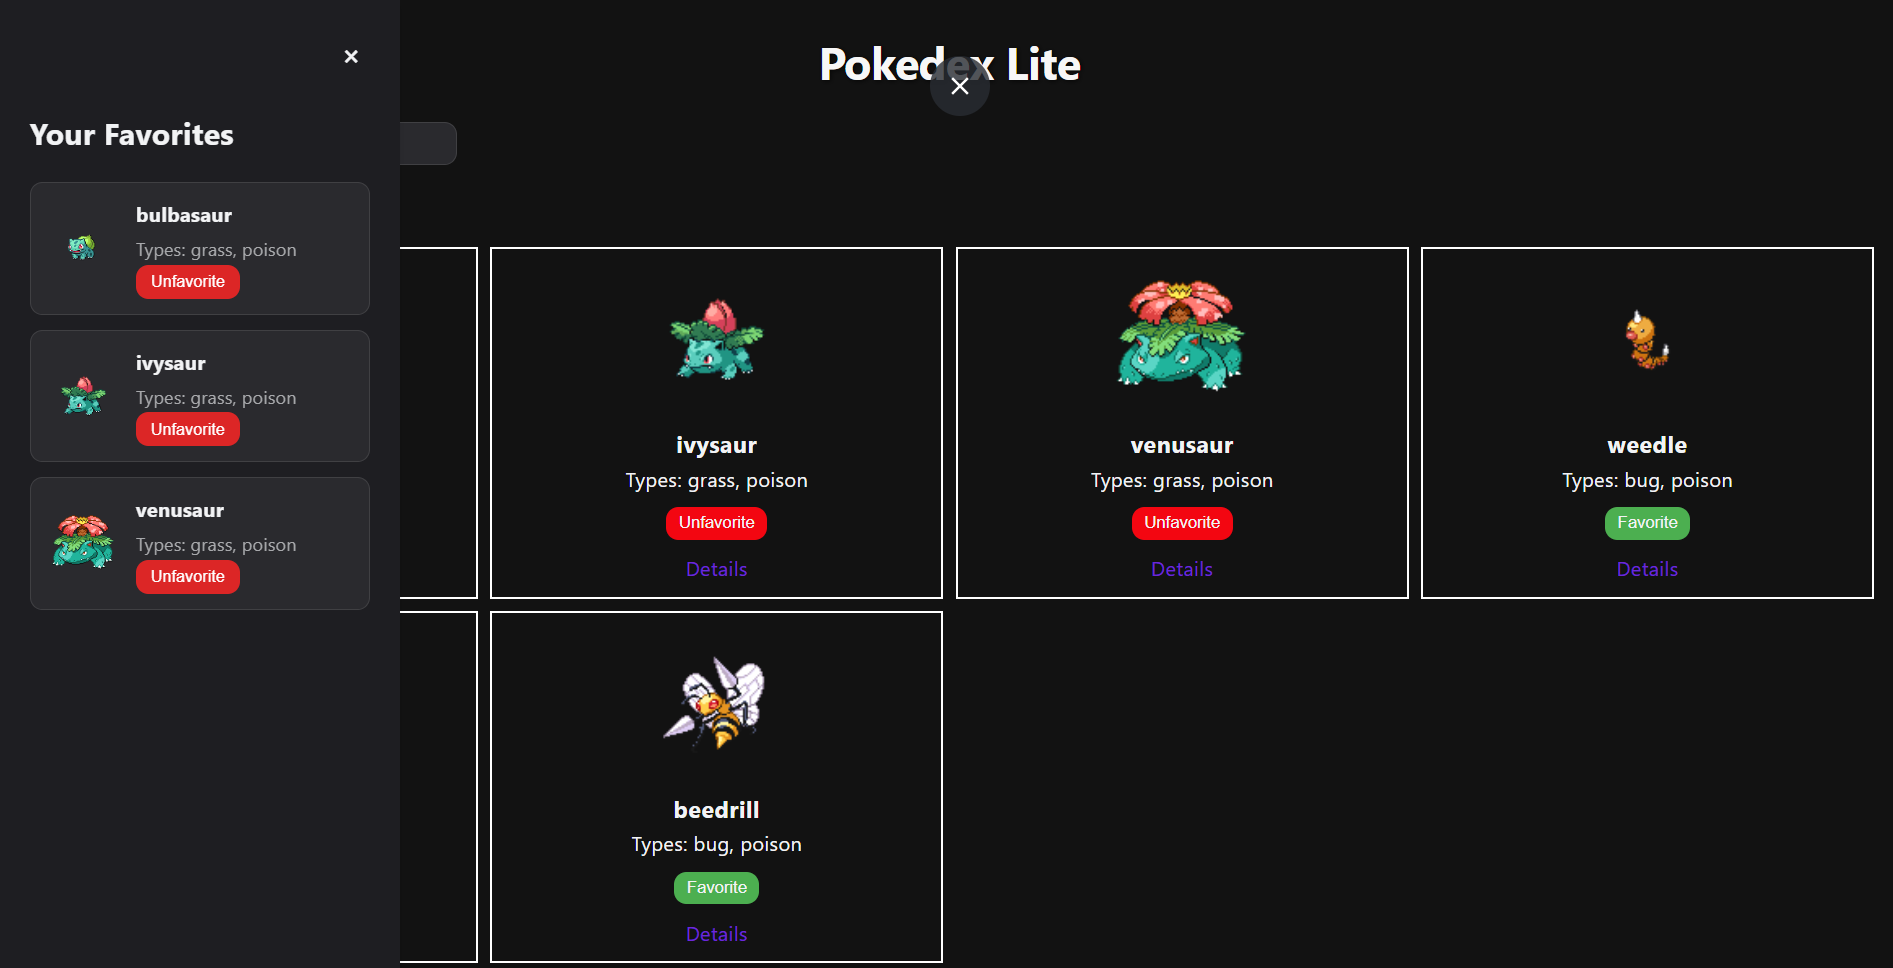 ×
Your Favorites
bulbasaur
Types: grass, poison
Unfavorite
ivysaur
Types: grass, poison
Unfavorite
venusaur
Types: grass, poison
Unfavorite
Pokedex Lite
ivysaur
Types: grass, poison
Unfavorite
Details
venusaur
Types: grass, poison
Unfavorite
Details
weedle
Types: bug, poison
Favorite
Details
beedrill
Types: bug, poison
Favorite
Details